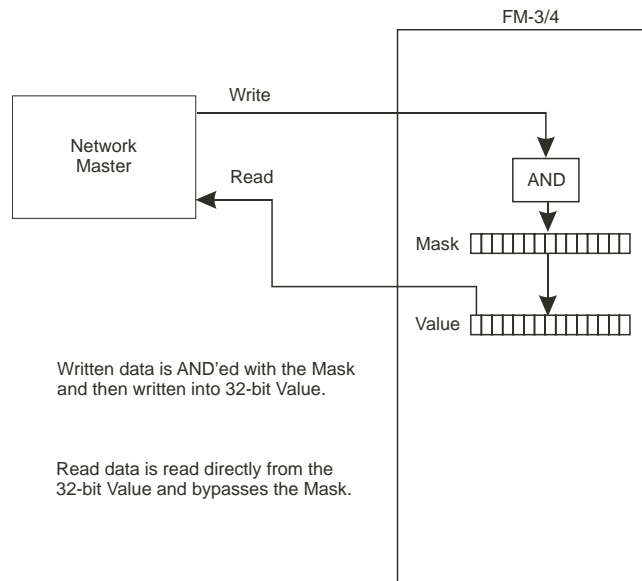 FM-3/4
Write
Network
Master
Read
AND
Mask
Value
Written data is AND'ed with the Mask
and then written into 32-bit Value.
Read data is read directly from the
32-bit Value and bypasses the Mask.